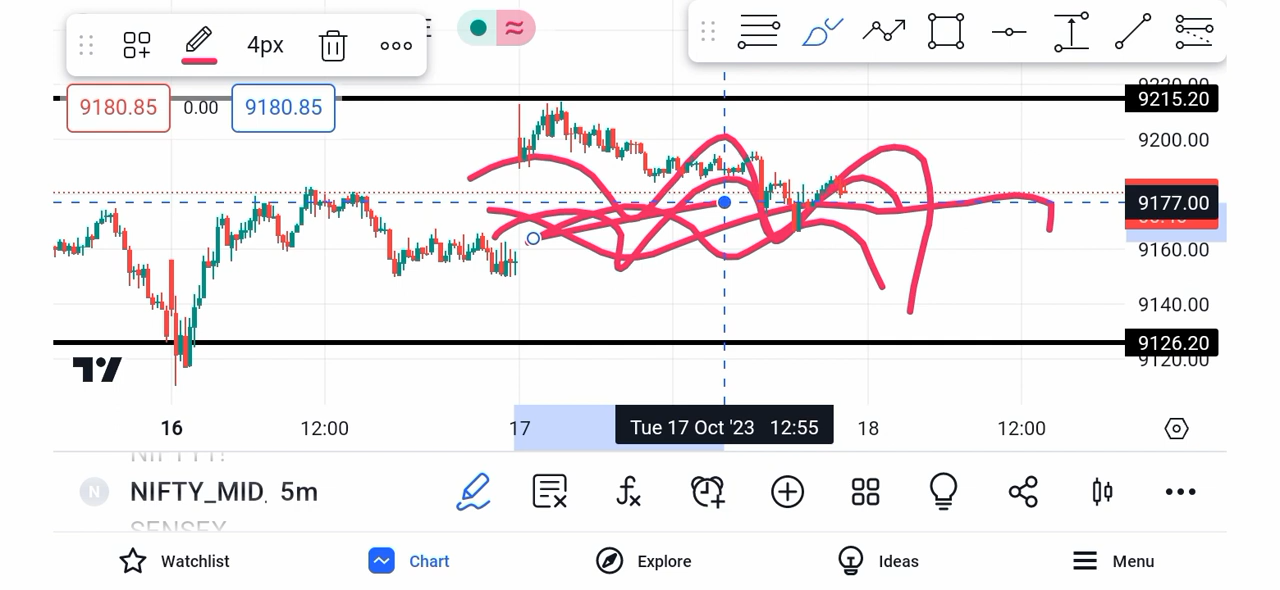 4px
9180.85 0.00 9180.85
9215.20
9200.00
9177.00
9160.00
9140.00
9126.20
9120.00
16 12:00 17 Tue 17 Oct '23 12:55 18 12:00
N NIFTY_MID 5m
SENSEX
Watchlist Chart Explore Ideas Menu